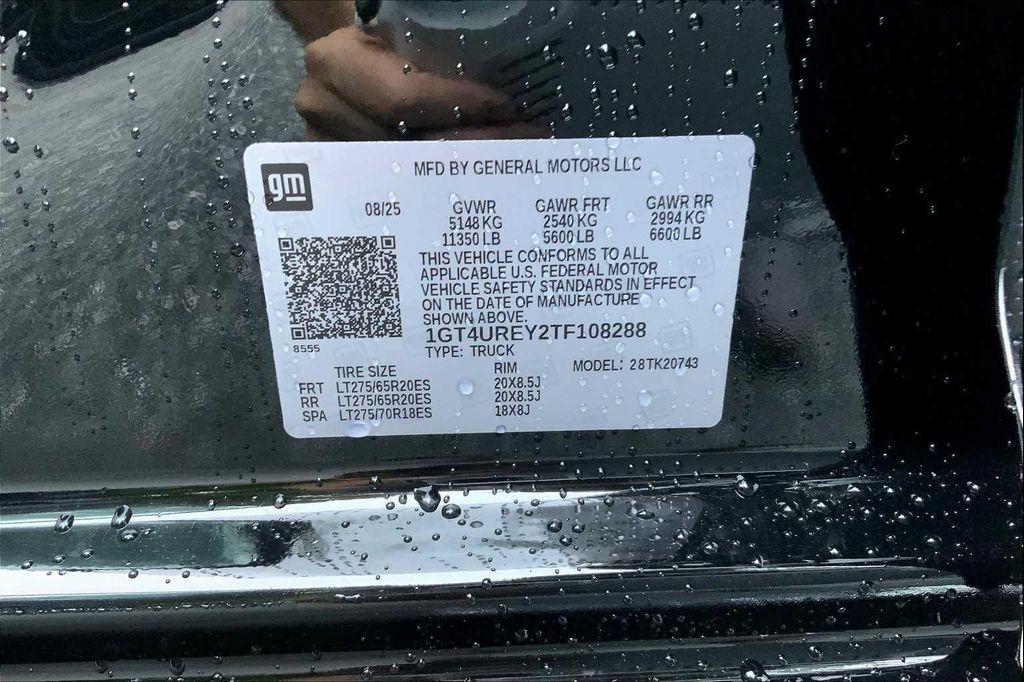 gm
MFD BY GENERAL MOTORS LLC
08/25 GVWR GAWR FRT GAWR RR
5148 KG 2540 KG 2994 KG
11350 LB 5600 LB 6600 LB
THIS VEHICLE CONFORMS TO ALL
APPLICABLE U.S. FEDERAL MOTOR
VEHICLE SAFETY STANDARDS IN EFFECT
ON THE DATE OF MANUFACTURE
SHOWN ABOVE.
1GT4UREY2TF108288
8555
TYPE: TRUCK
TIRE SIZE RIM MODEL: 28TK20743
FRT LT275/65R20ES 20X8.5J
RR LT275/65R20ES 20X8.5J
SPA LT275/70R18ES 18X8J